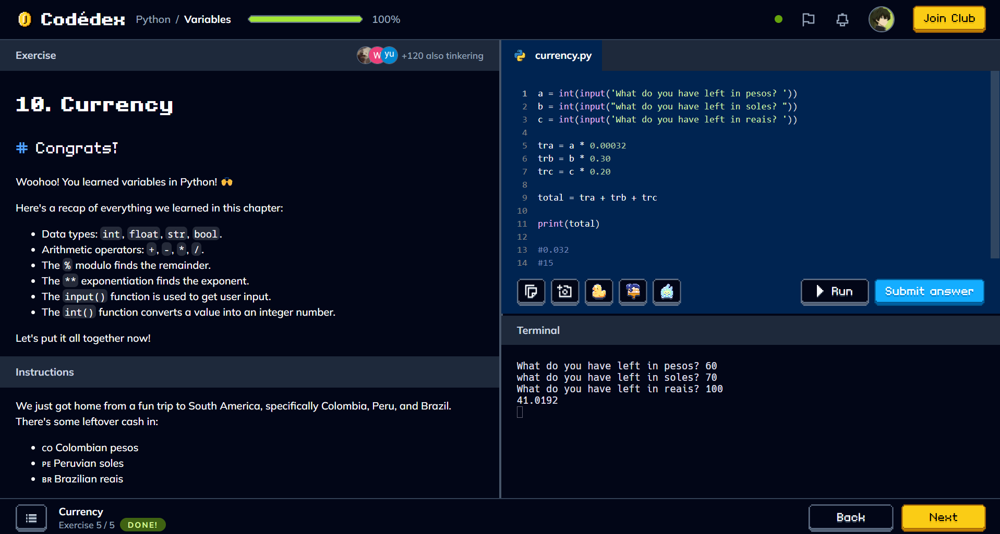 Codédex Python / Variables 100% Join Club
Exercise W yu +120 also tinkering
10. Currency
# Congrats!
Woohoo! You learned variables in Python! 🙌
Here's a recap of everything we learned in this chapter:
• Data types: int, float, str, bool.
• Arithmetic operators: +, -, *, /.
• The % modulo finds the remainder.
• The ** exponentiation finds the exponent.
• The input() function is used to get user input.
• The int() function converts a value into an integer number.
Let's put it all together now!
Instructions
We just got home from a fun trip to South America, specifically Colombia, Peru, and Brazil.
There's some leftover cash in:
• CO Colombian pesos
• PE Peruvian soles
• BR Brazilian reais
currency.py
1 a = int(input('What do you have left in pesos? '))
2 b = int(input("what do you have left in soles? "))
3 c = int(input('What do you have left in reais? '))
4
5 tra = a * 0.00032
6 trb = b * 0.30
7 trc = c * 0.20
8
9 total = tra + trb + trc
10
11 print(total)
12
13 #0.032
14 #15
Run Submit answer
Terminal
What do you have left in pesos? 60
what do you have left in soles? 70
What do you have left in reais? 100
41.0192
Currency
Exercise 5 / 5 DONE!
Back Next